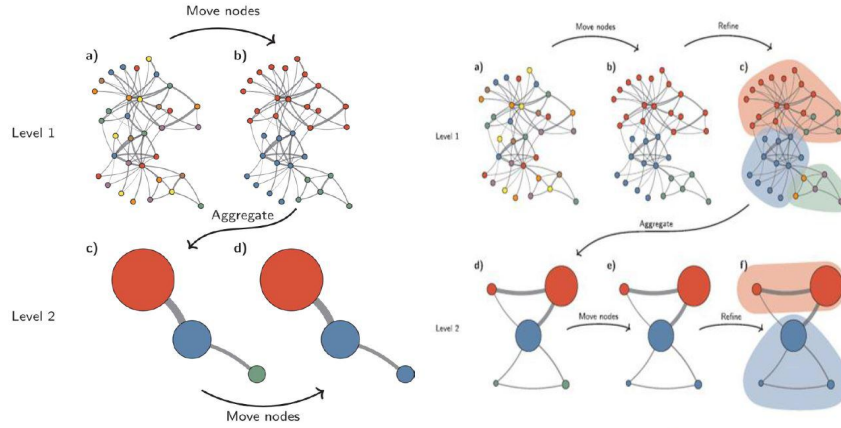 Move nodes
a)
b)
Level 1
Aggregate
c)
d)
Level 2
Move nodes
Move nodes
Refine
a)
b)
c)
Level 1
Aggregate
d)
e)
f)
Level 2
Move nodes
Refine